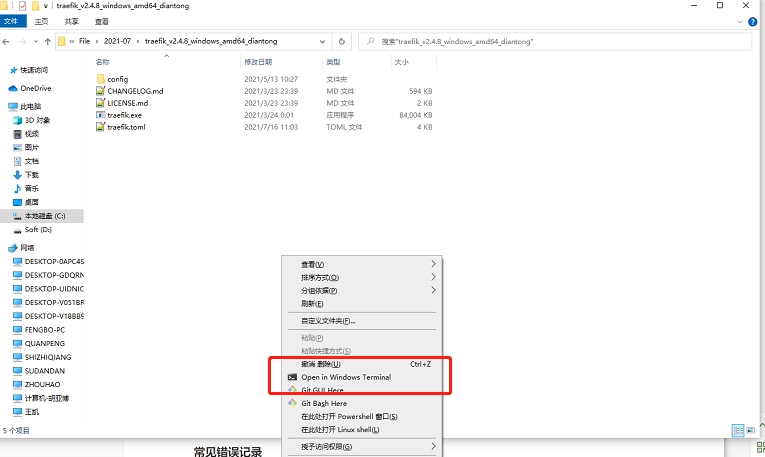 traefik_v2.4.8_windows_amd64_diantong
文件 主页 共享 查看
« File › 2021-07 › traefik_v2.4.8_windows_amd64_diantong
搜索"traefik_v2.4.8_windows_amd64_diantong"
名称 修改日期 类型 大小
快速访问
OneDrive
此电脑
3D 对象
视频
图片
文档
下载
音乐
桌面
本地磁盘 (C:)
Soft (D:)
网络
DESKTOP-0APC4S
DESKTOP-GDQRN
DESKTOP-UIDNIC
DESKTOP-V051BR
DESKTOP-V18BB9
FENGBO-PC
QUANPENG
SHIZHIQIANG
SUDANDAN
ZHOUHAO
计算机-胡亚娜
王凯
config 2021/5/13 10:27 文件夹
CHANGELOG.md 2021/3/23 23:39 MD 文件 594 KB
LICENSE.md 2021/3/23 23:39 MD 文件 2 KB
traefik.exe 2021/3/24 0:01 应用程序 84,004 KB
traefik.toml 2021/7/16 11:03 TOML 文件 4 KB
查看(V)
排序方式(O)
分组依据(P)
刷新(E)
自定义文件夹(F)...
粘贴(P)
粘贴快捷方式(S)
撤消 删除(U) Ctrl+Z
Open in Windows Terminal
Git GUI Here
Git Bash Here
在此处打开 Powershell 窗口(S)
在此处打开 Linux shell(L)
授予访问权限(G)
5 个项目
常见错误记录